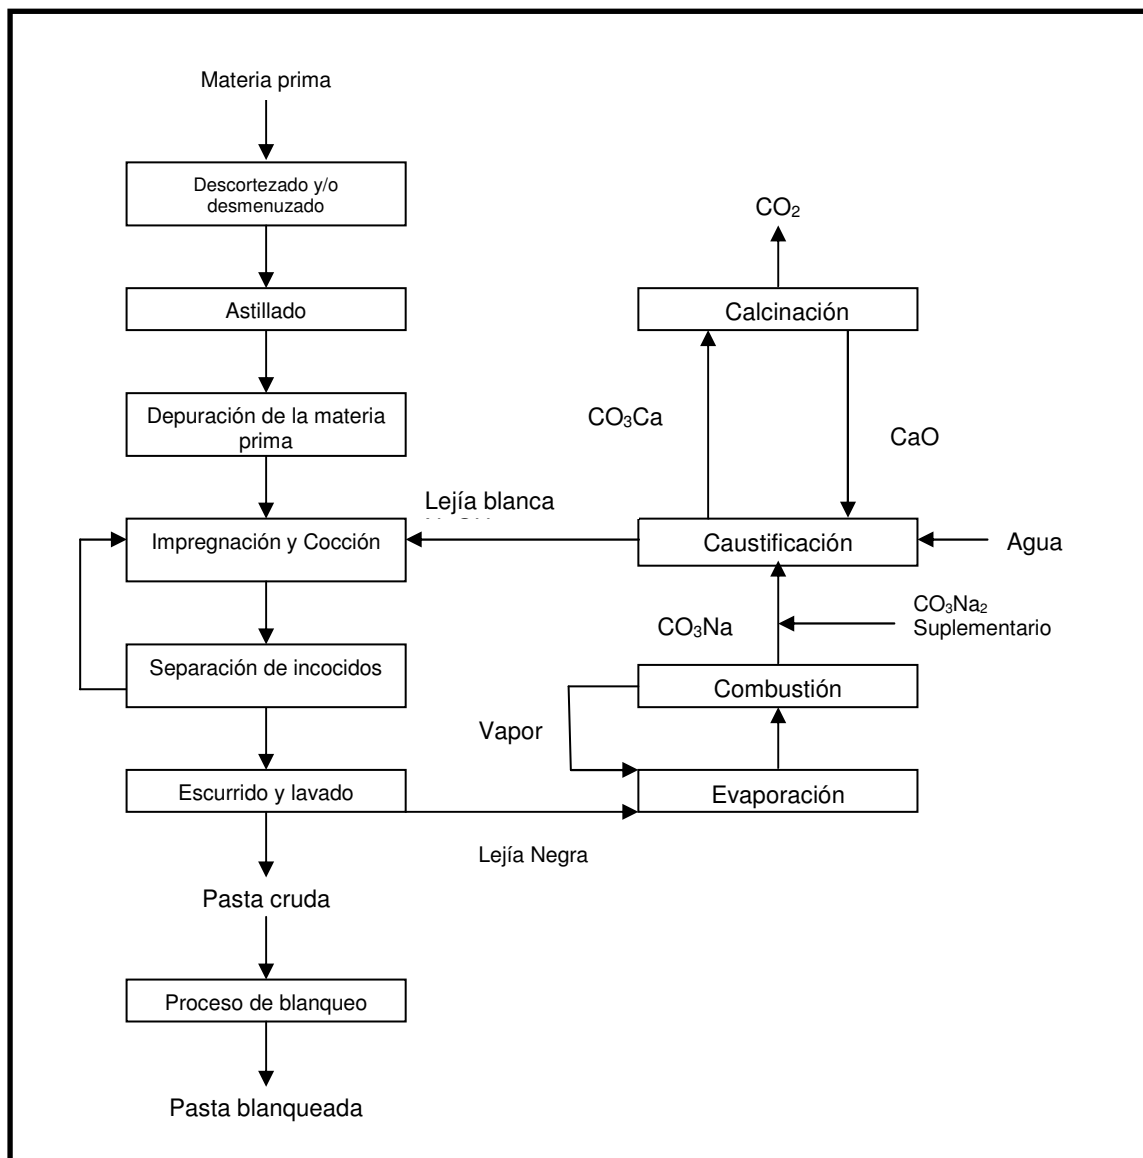 Materia prima
Descortezado y/o
desmenuzado
Astillado
Depuración de la materia
prima
Impregnación y Cocción
Separación de incocidos
Escurrido y lavado
Pasta cruda
Proceso de blanqueo
Pasta blanqueada
Lejía blanca
Lejía Negra
CO₂
Calcinación
CO₃Ca
CaO
Caustificación
Agua
CO₃Na
CO₃Na₂
Suplementario
Combustión
Vapor
Evaporación